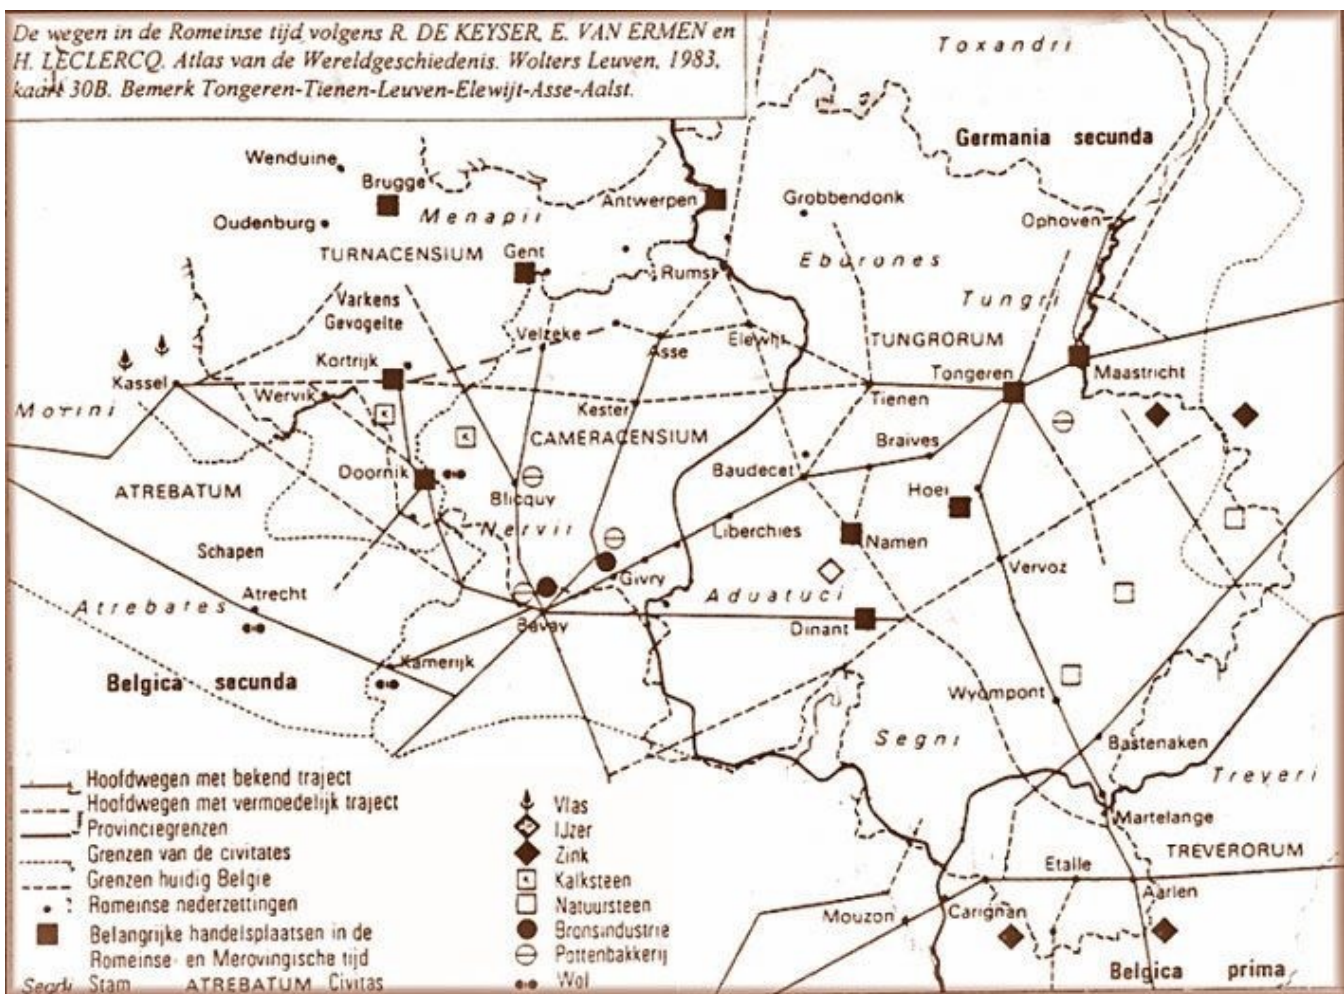 De wegen in de Romeinse tijd volgens R. DE KEYSER, E. VAN ERMEN en
H. LECLERCQ. Atlas van de Wereldgeschiedenis. Wolters Leuven, 1983,
kaart 30B. Bemerk Tongeren-Tienen-Leuven-Elewijt-Asse-Aalst.
Toxandri
Germania secunda
Wenduine
Brugge
Antwerpen
Grobbendonk
Oudenburg
Menapii
Ophoven
TURNACENSIUM
Gent
Rumst
Eburones
Varkens
Gevogelte
Tungri
Velzeke
Asse
Elewijt
TUNGRORUM
Kortrijk
Tongeren
Maastricht
Kassel
Wervik
Morini
Kester
Tienen
CAMERACENSIUM
Braives
Doornik
Baudecet
ATREBATUM
Blicquy
Hoei
Nervii
Liberchies
Namen
Schapen
Givry
Vervoz
Atrecht
Atrebates
Aduatuci
Bavay
Dinant
Kamerijk
Belgica secunda
Wyompont
Segni
Bastenaken
Treveri
Martelange
Etalle
TREVERORUM
Aarlen
Mouzon
Carignan
Belgica prima
Hoofdwegen met bekend traject
Hoofdwegen met vermoedelijk traject
Provinciegrenzen
Grenzen van de civitates
Grenzen huidig Belgie
Romeinse nederzettingen
Belangrijke handelsplaatsen in de
Romeinse- en Merovingische tijd
Segni Stam ATREBATUM Civitas
Vlas
IJzer
Zink
Kalksteen
Natuursteen
Bronsindustrie
Pottenbakkerij
Wol